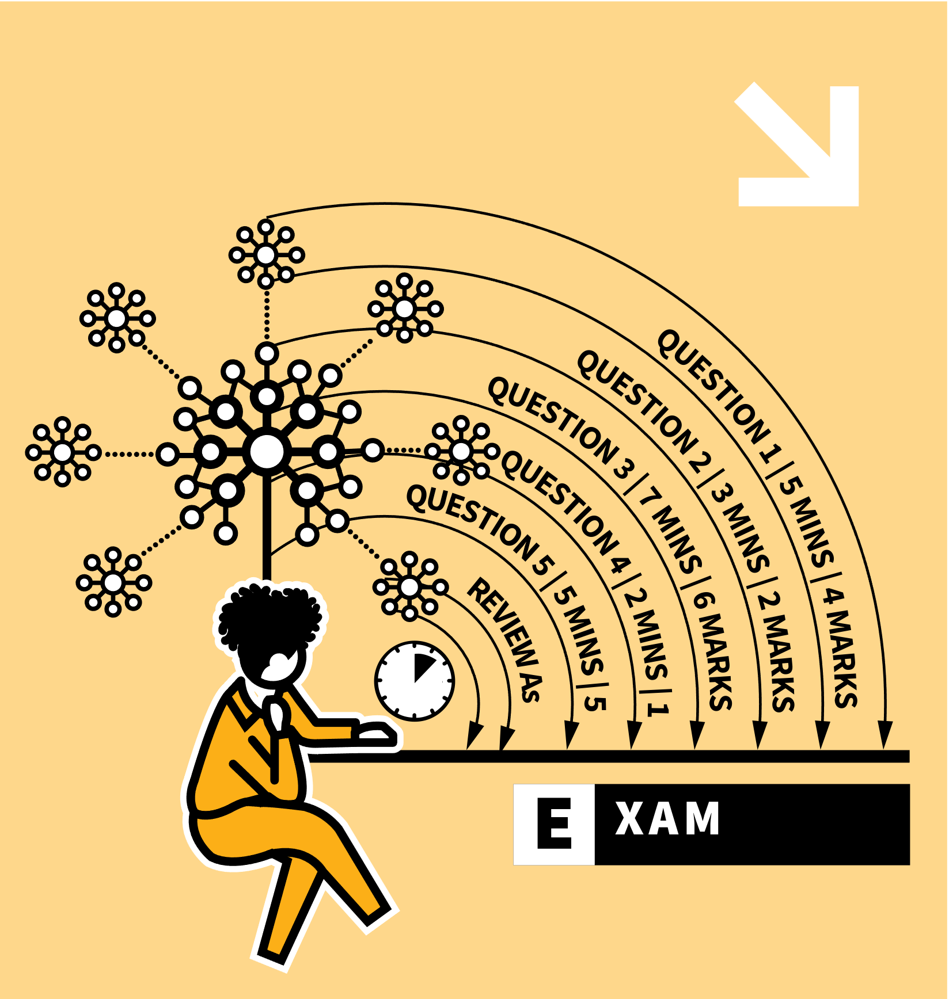 QUESTION 1 | 5 MINS | 4 MARKS
QUESTION 2 | 3 MINS | 2 MARKS
QUESTION 3 | 7 MINS | 6 MARKS
QUESTION 4 | 2 MINS | 1
QUESTION 5 | 5 MINS | 5
REVIEW As
EXAM